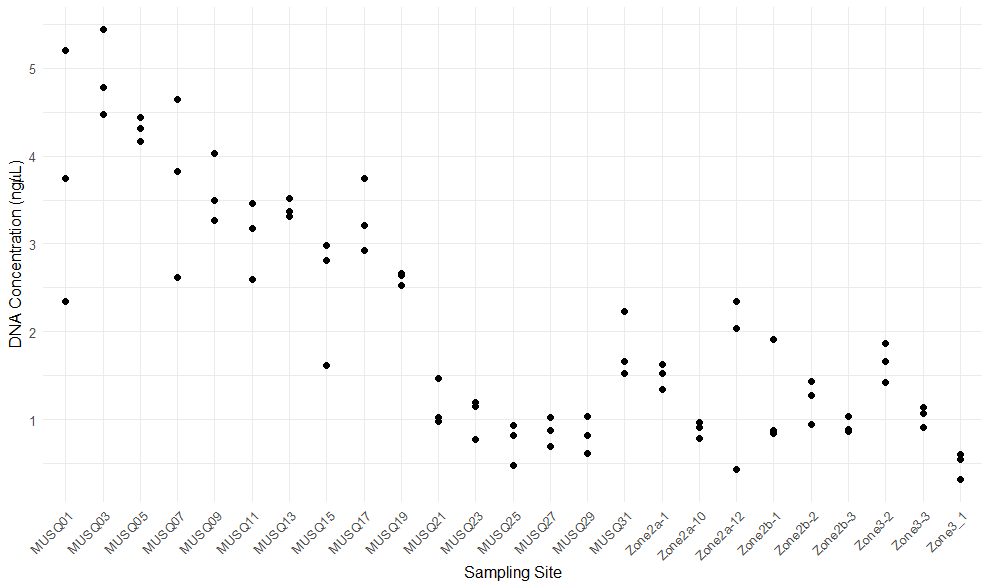 DNA Concentration (ng/µL)
5
4
3
2
1
MUSQ01
MUSQ03
MUSQ05
MUSQ07
MUSQ09
MUSQ11
MUSQ13
MUSQ15
MUSQ17
MUSQ19
MUSQ21
MUSQ23
MUSQ25
MUSQ27
MUSQ29
MUSQ31
Zone2a-1
Zone2a-10
Zone2a-12
Zone2b-1
Zone2b-2
Zone2b-3
Zone3-2
Zone3-3
Zone3_1
Sampling Site